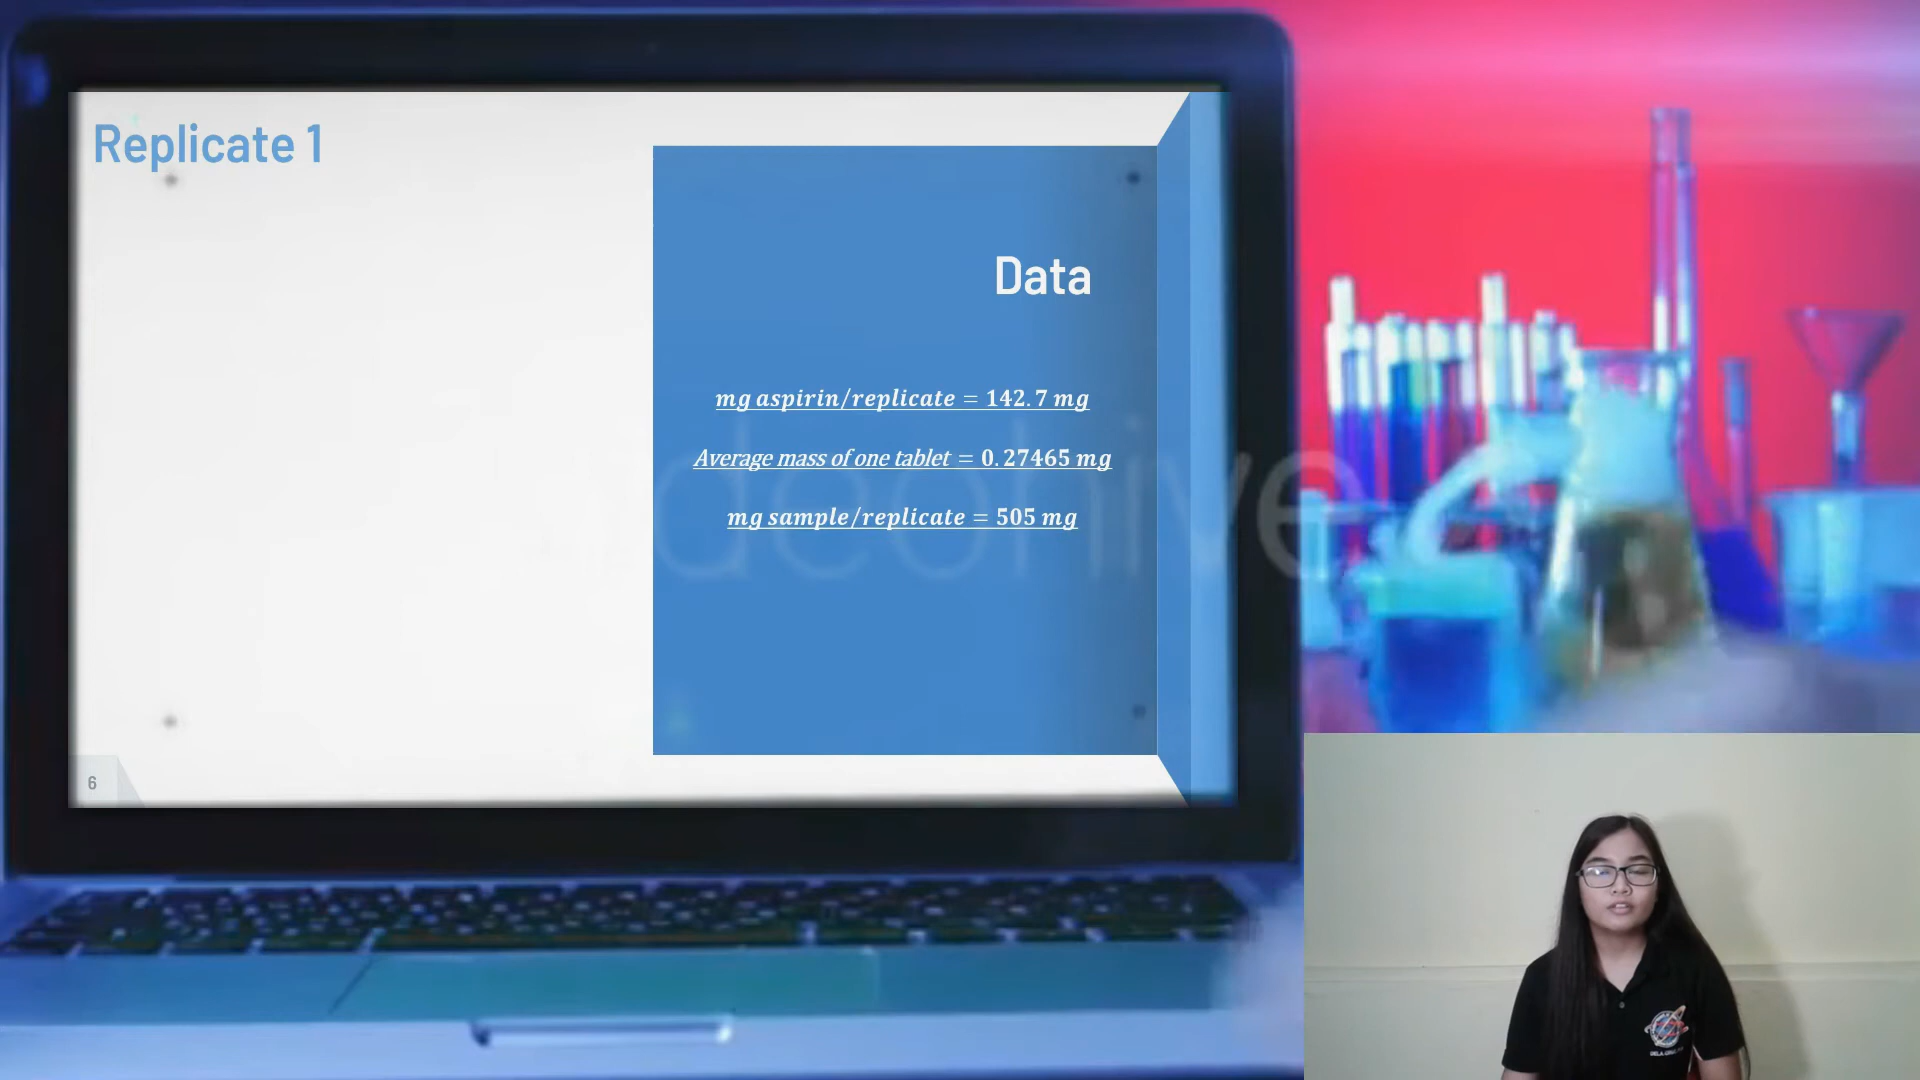 Replicate 1
Data
mg aspirin/replicate = 142.7 mg
Average mass of one tablet = 0.27465 mg
mg sample/replicate = 505 mg
6